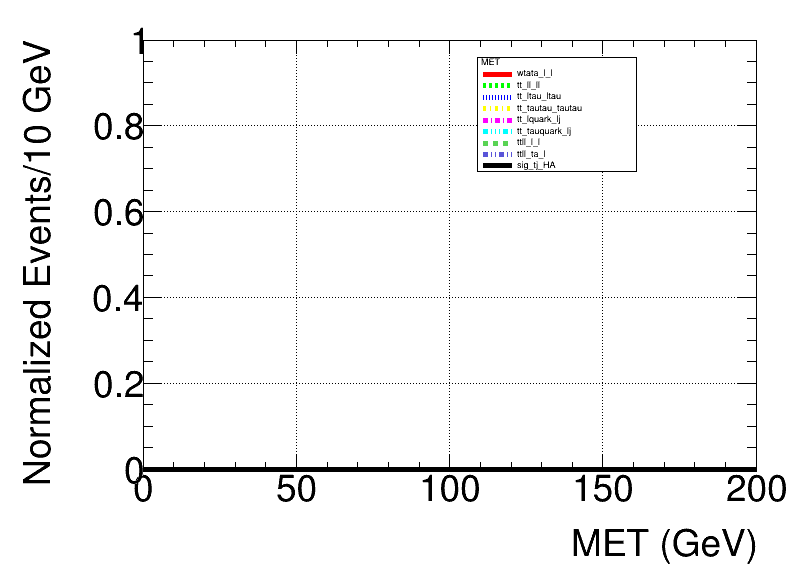 Normalized Events/10 GeV
1
0.8
0.6
0.4
0.2
0
MET
wtata_l_l
tt_ll_ll
tt_ltau_ltau
tt_tautau_tautau
tt_lquark_lj
tt_tauquark_lj
ttll_l_l
ttll_ta_l
sig_tj_HA
0 50 100 150 200
MET (GeV)